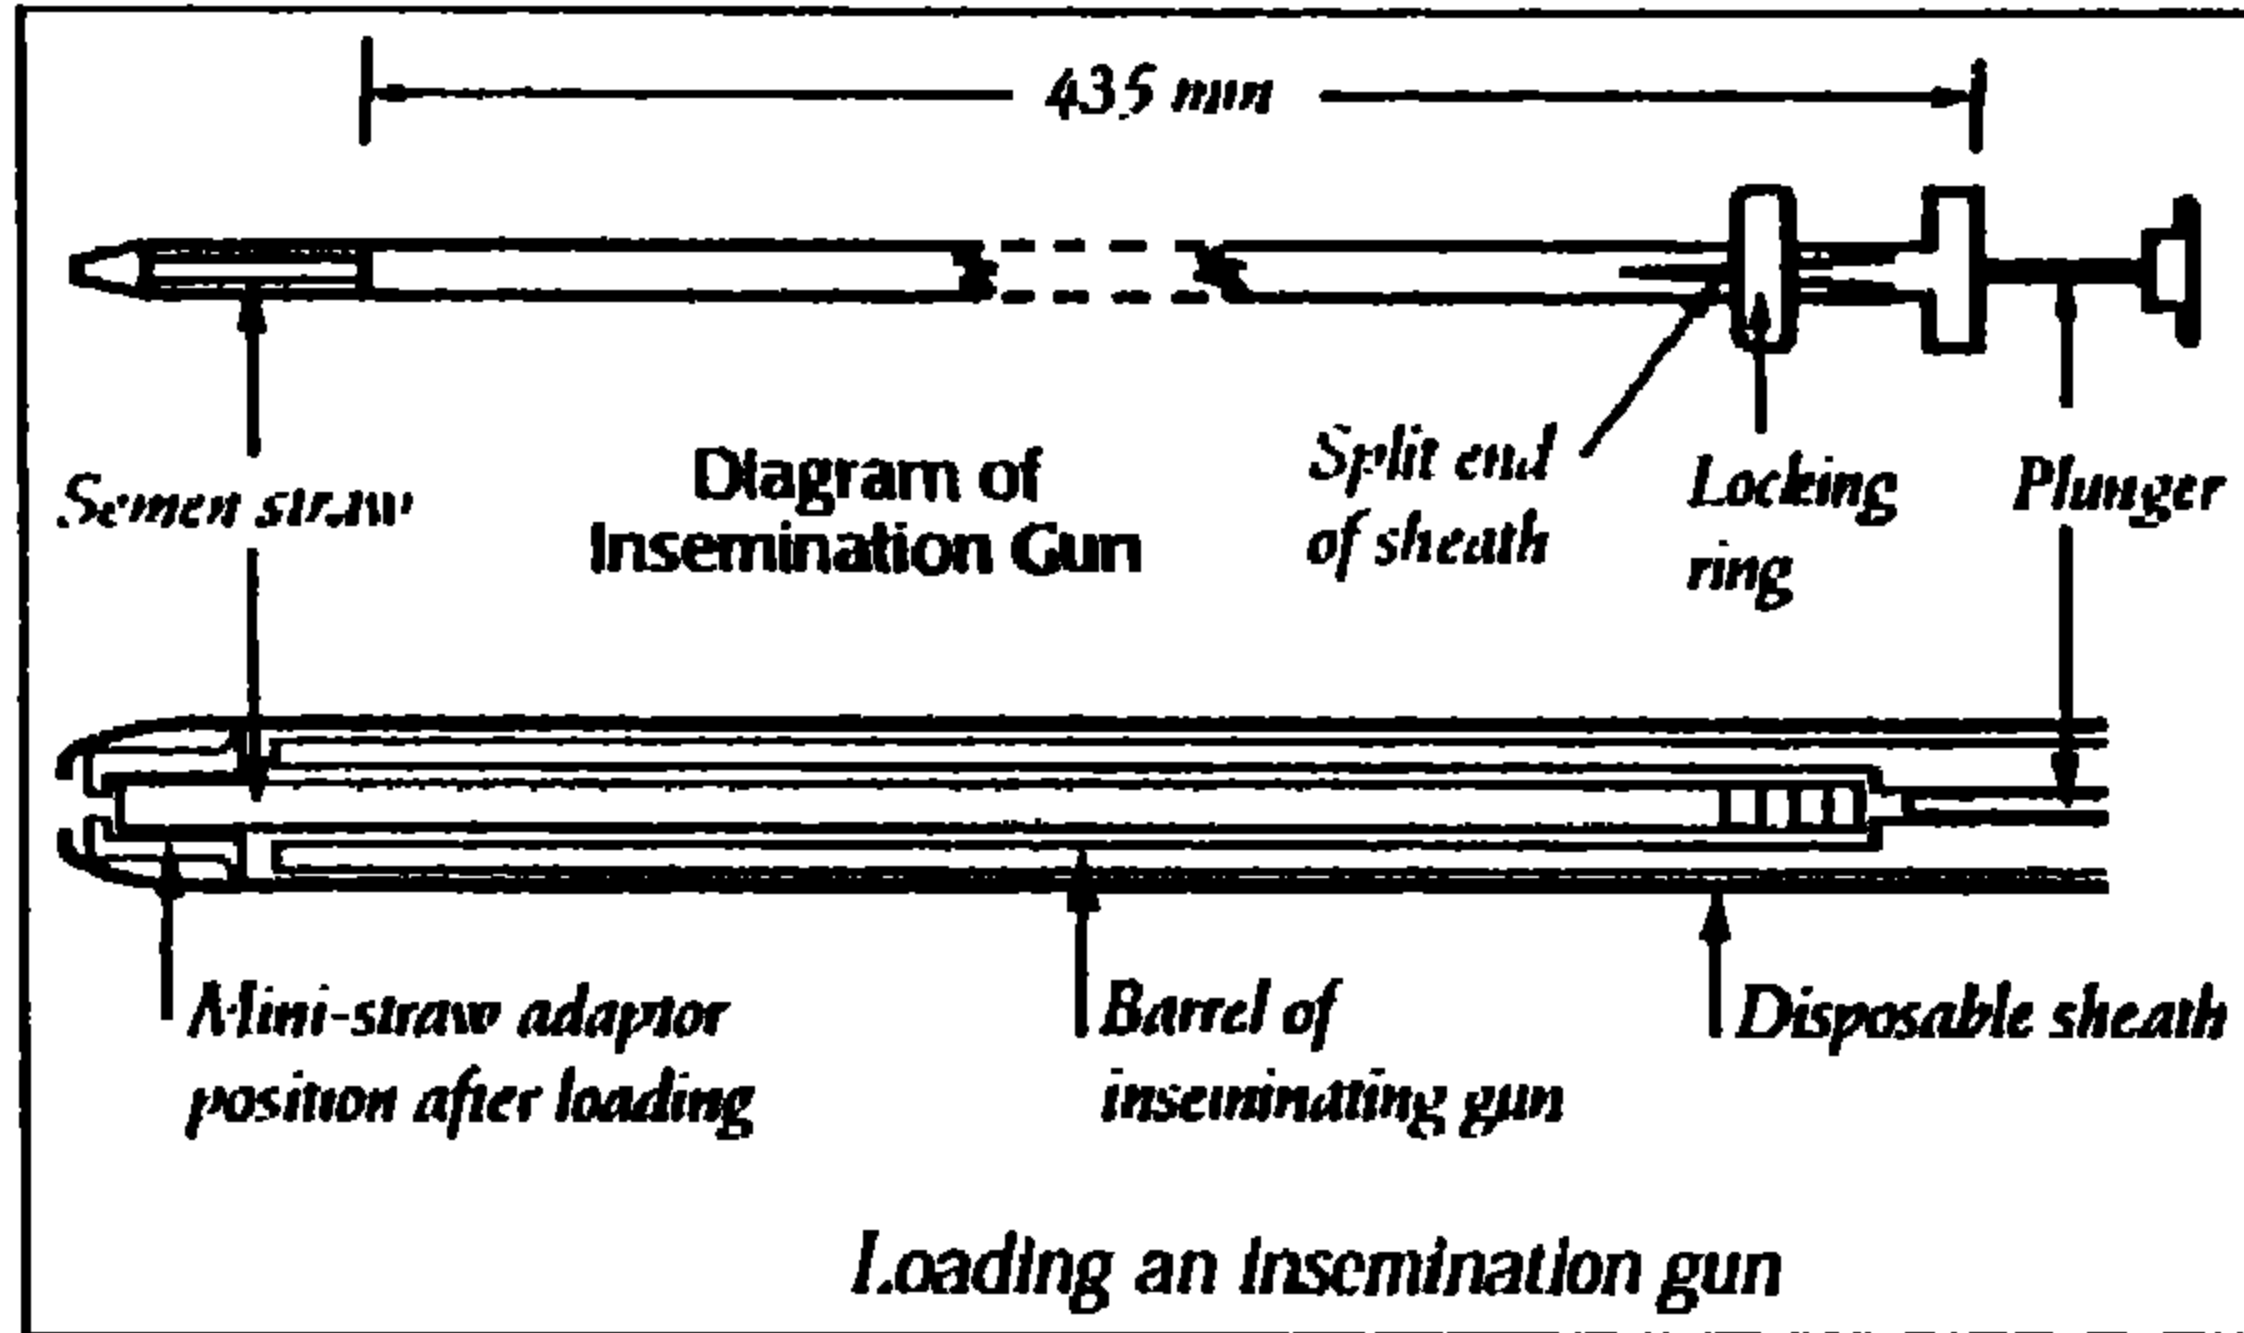 435 mm
Semen straw
Diagram of
Insemination Gun
Split end
of sheath
Locking
ring
Plunger
Mini-straw adaptor
position after loading
Barrel of
inseminating gun
Disposable sheath
Loading an insemination gun